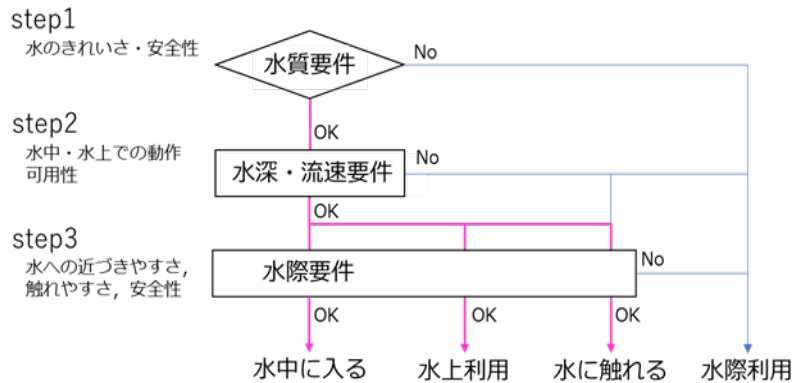 step1
水のきれいさ・安全性
水質要件
No
OK
step2
水中・水上での動作
可用性
水深・流速要件
No
OK
step3
水への近づきやすさ,
触れやすさ, 安全性
水際要件
No
OK
OK
OK
水中に入る
水上利用
水に触れる
水際利用